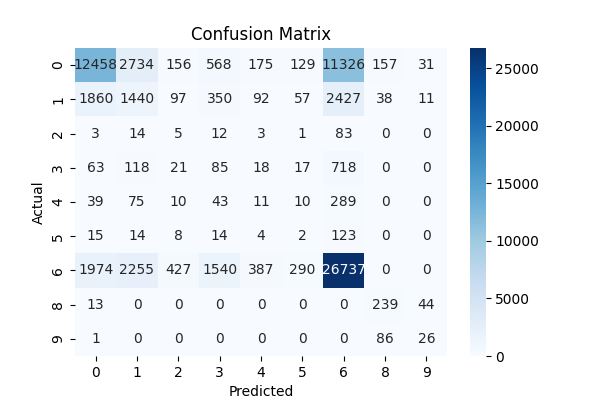 Confusion Matrix
0 12458 2734 156 568 175 129 11326 157 31
1 1860 1440 97 350 92 57 2427 38 11
2 3 14 5 12 3 1 83 0 0
3 63 118 21 85 18 17 718 0 0
4 39 75 10 43 11 10 289 0 0
5 15 14 8 14 4 2 123 0 0
6 1974 2255 427 1540 387 290 26737 0 0
8 13 0 0 0 0 0 0 239 44
9 1 0 0 0 0 0 0 86 26
0 1 2 3 4 5 6 8 9
Predicted
Actual
25000
20000
15000
10000
5000
0